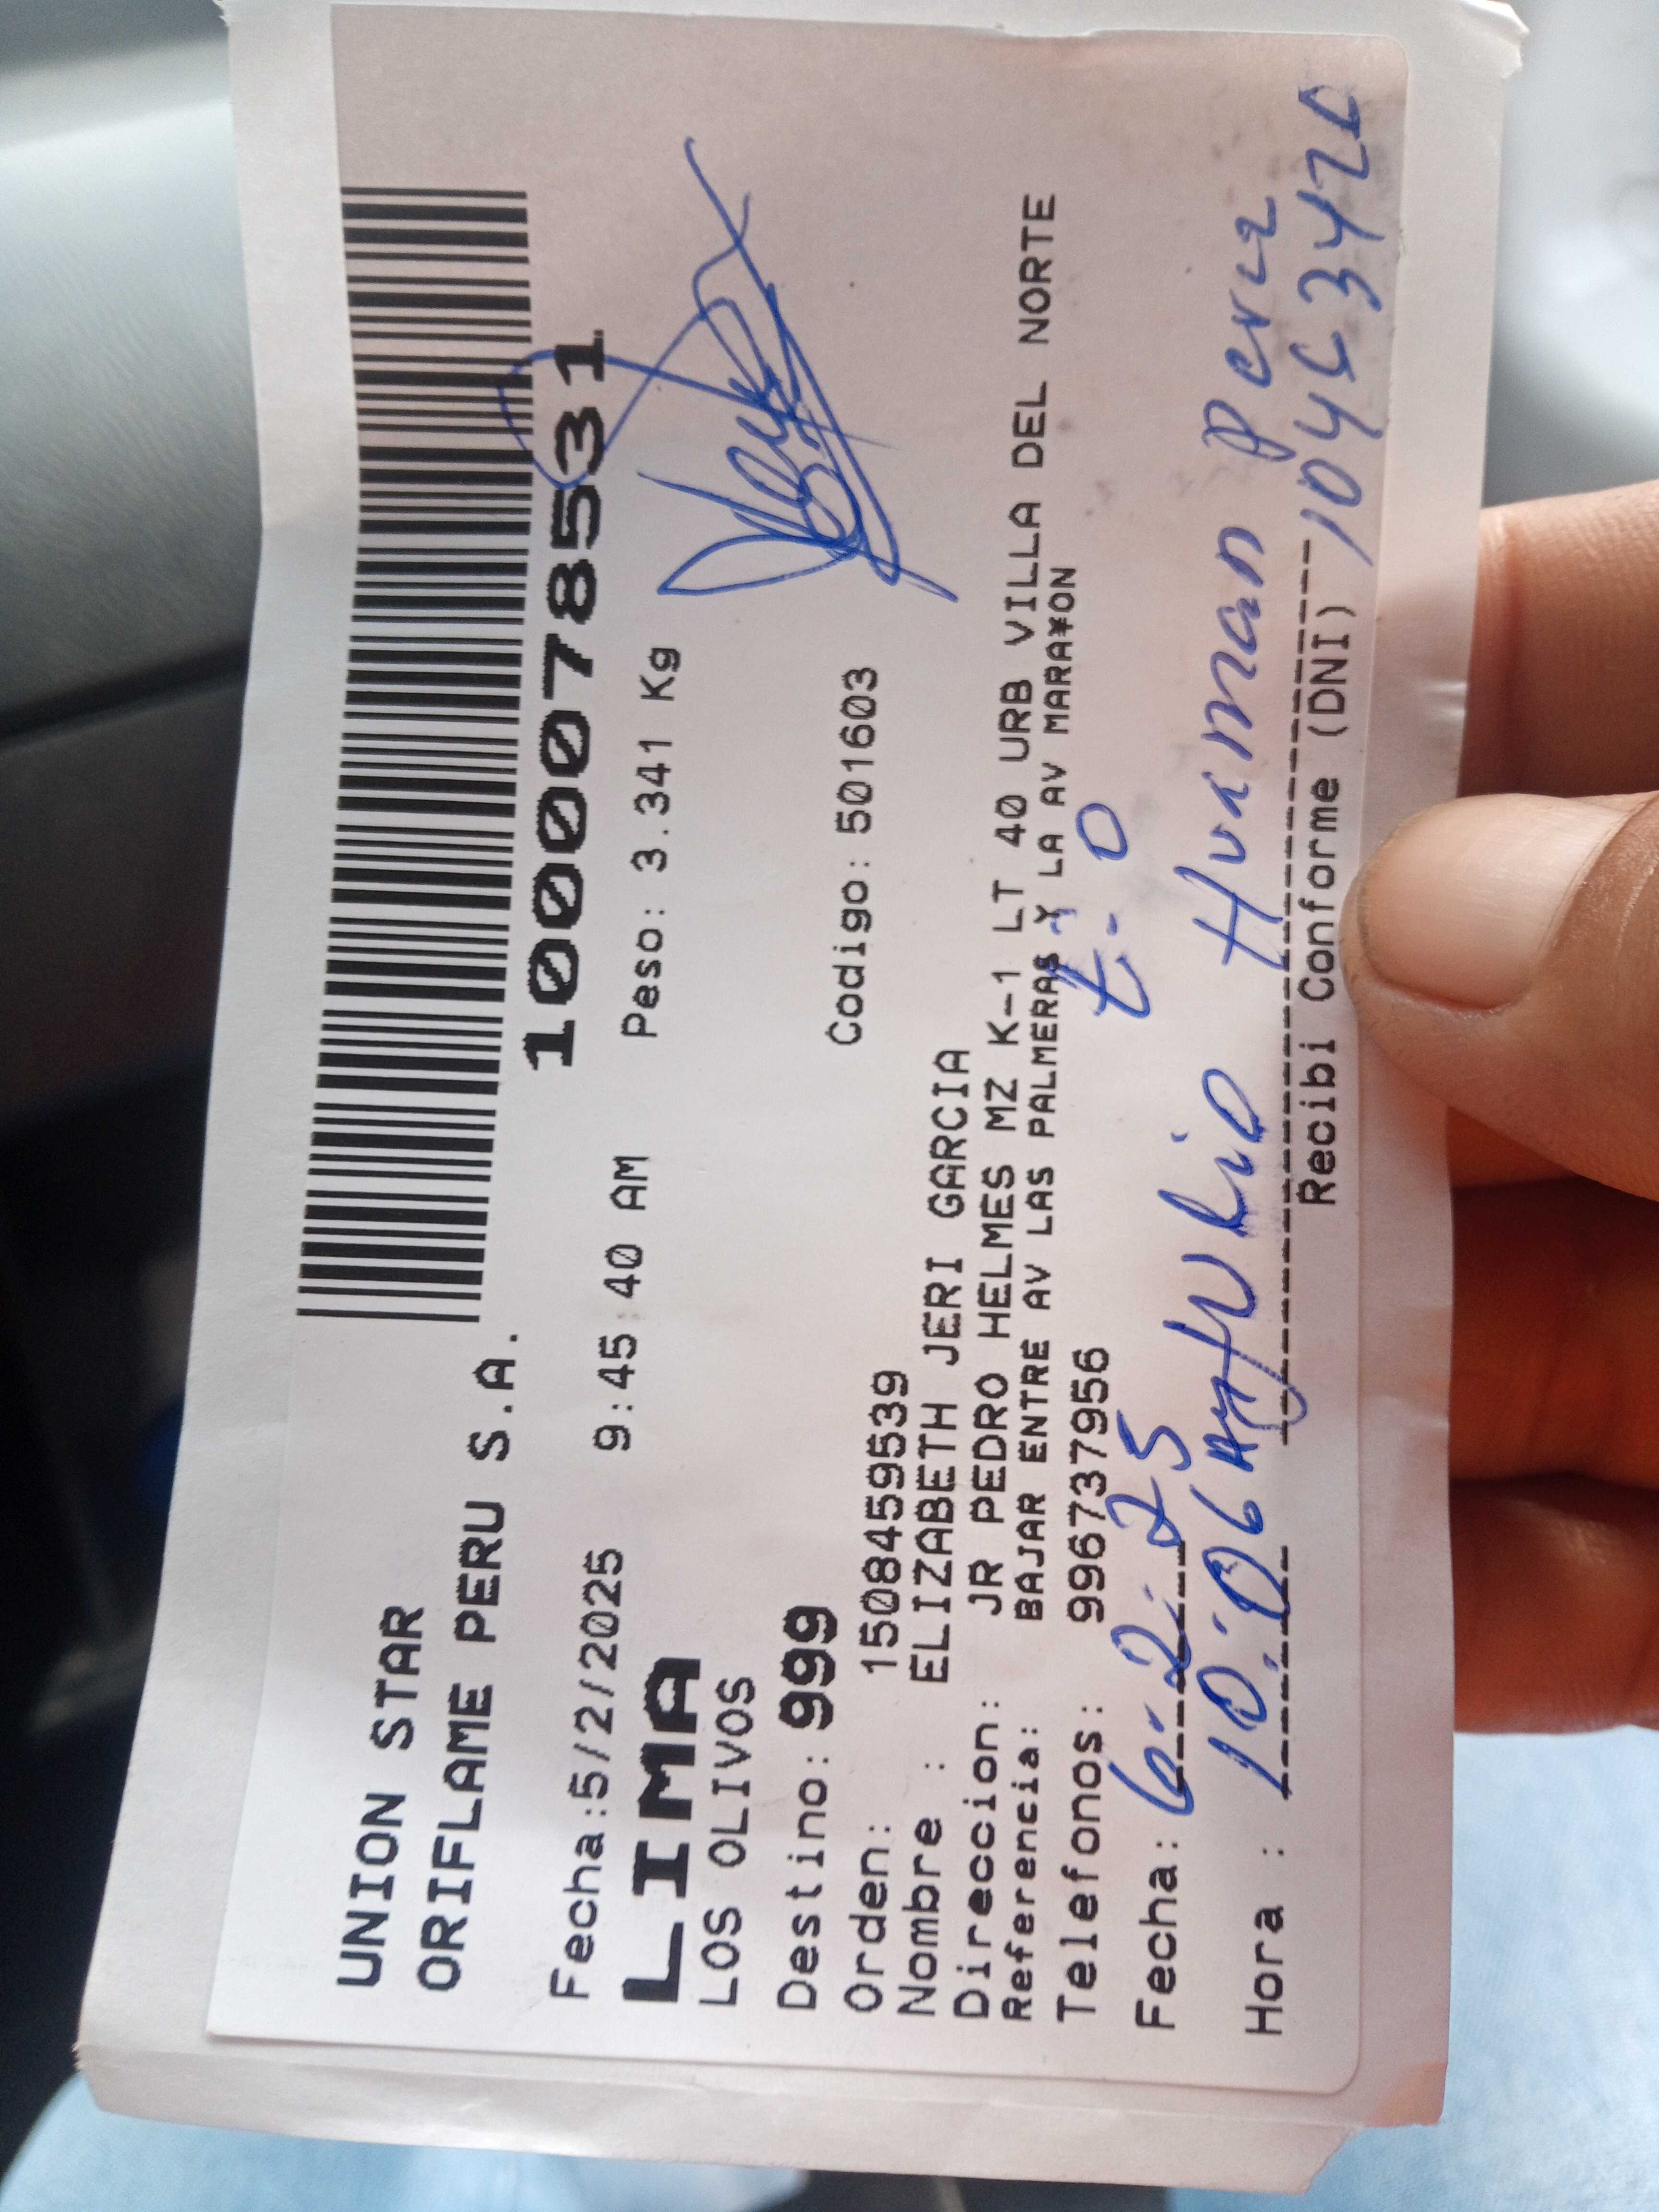 UNION STAR
ORIFLAME PERU S.A.
100078531
Fecha:5/2/2025 9:45:40 AM Peso: 3.341 Kg
LIMA
LOS OLIVOS
Destino: 999 Codigo: 501603
Orden: 1508459539
Nombre : ELIZABETH JERI GARCIA
Direccion: JR PEDRO HELMES MZ K-1 LT 40 URB VILLA DEL NORTE
Referencia: BAJAR ENTRE AV LAS PALMERAS Y LA AV MARA¥ON
Telefonos: 996737956
Fecha: 6-2-25
Hora : 10:06 Huaman
Recibi Conforme (DNI)